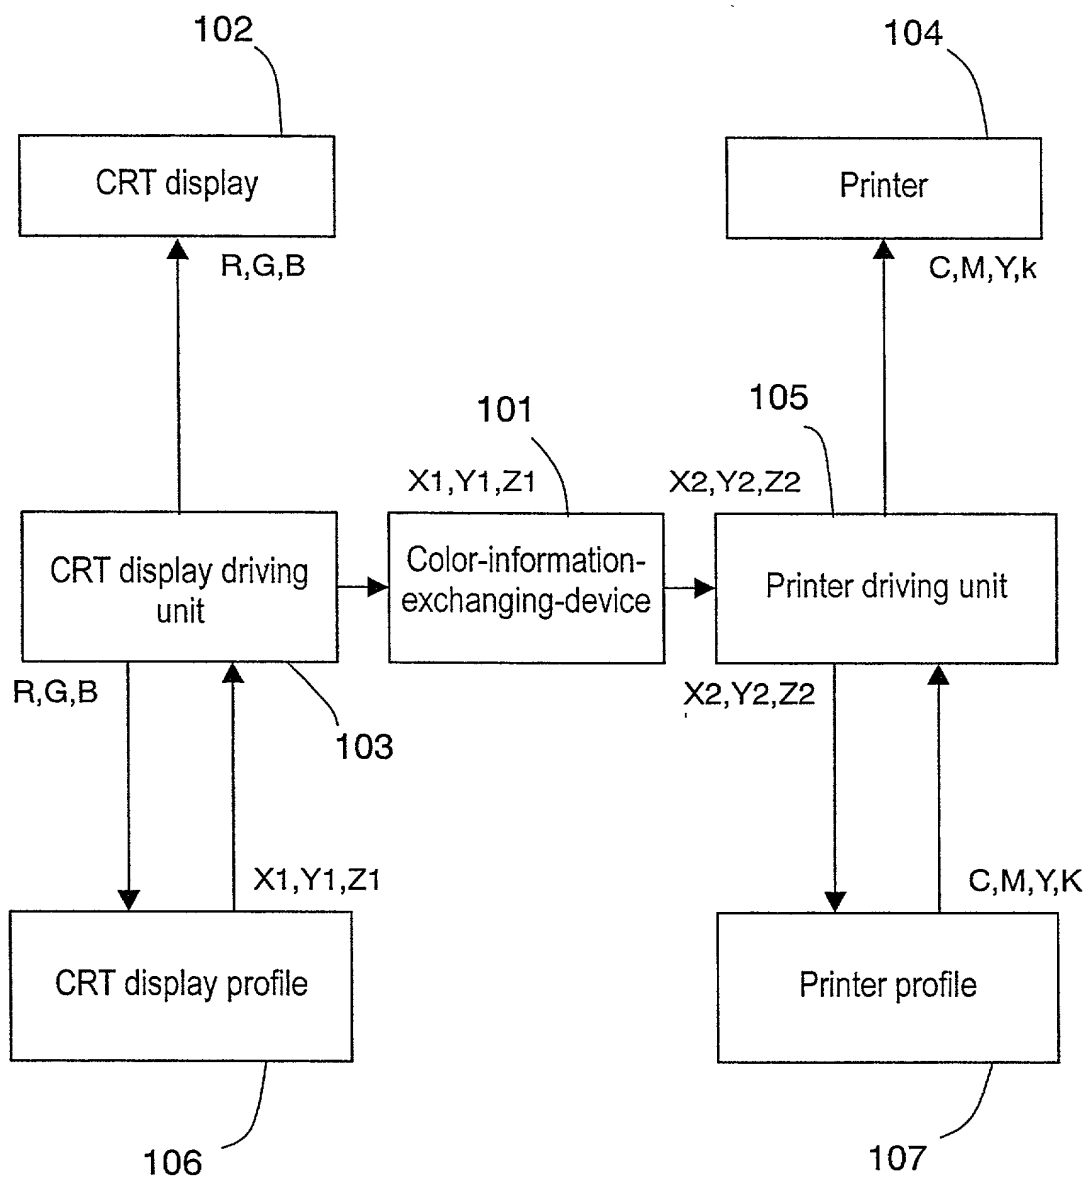 102
104
CRT display
Printer
R,G,B
C,M,Y,k
101
105
X1,Y1,Z1
X2,Y2,Z2
CRT display driving
unit
Color-information-
exchanging-device
Printer driving unit
R,G,B
X2,Y2,Z2
103
X1,Y1,Z1
C,M,Y,K
CRT display profile
Printer profile
106
107